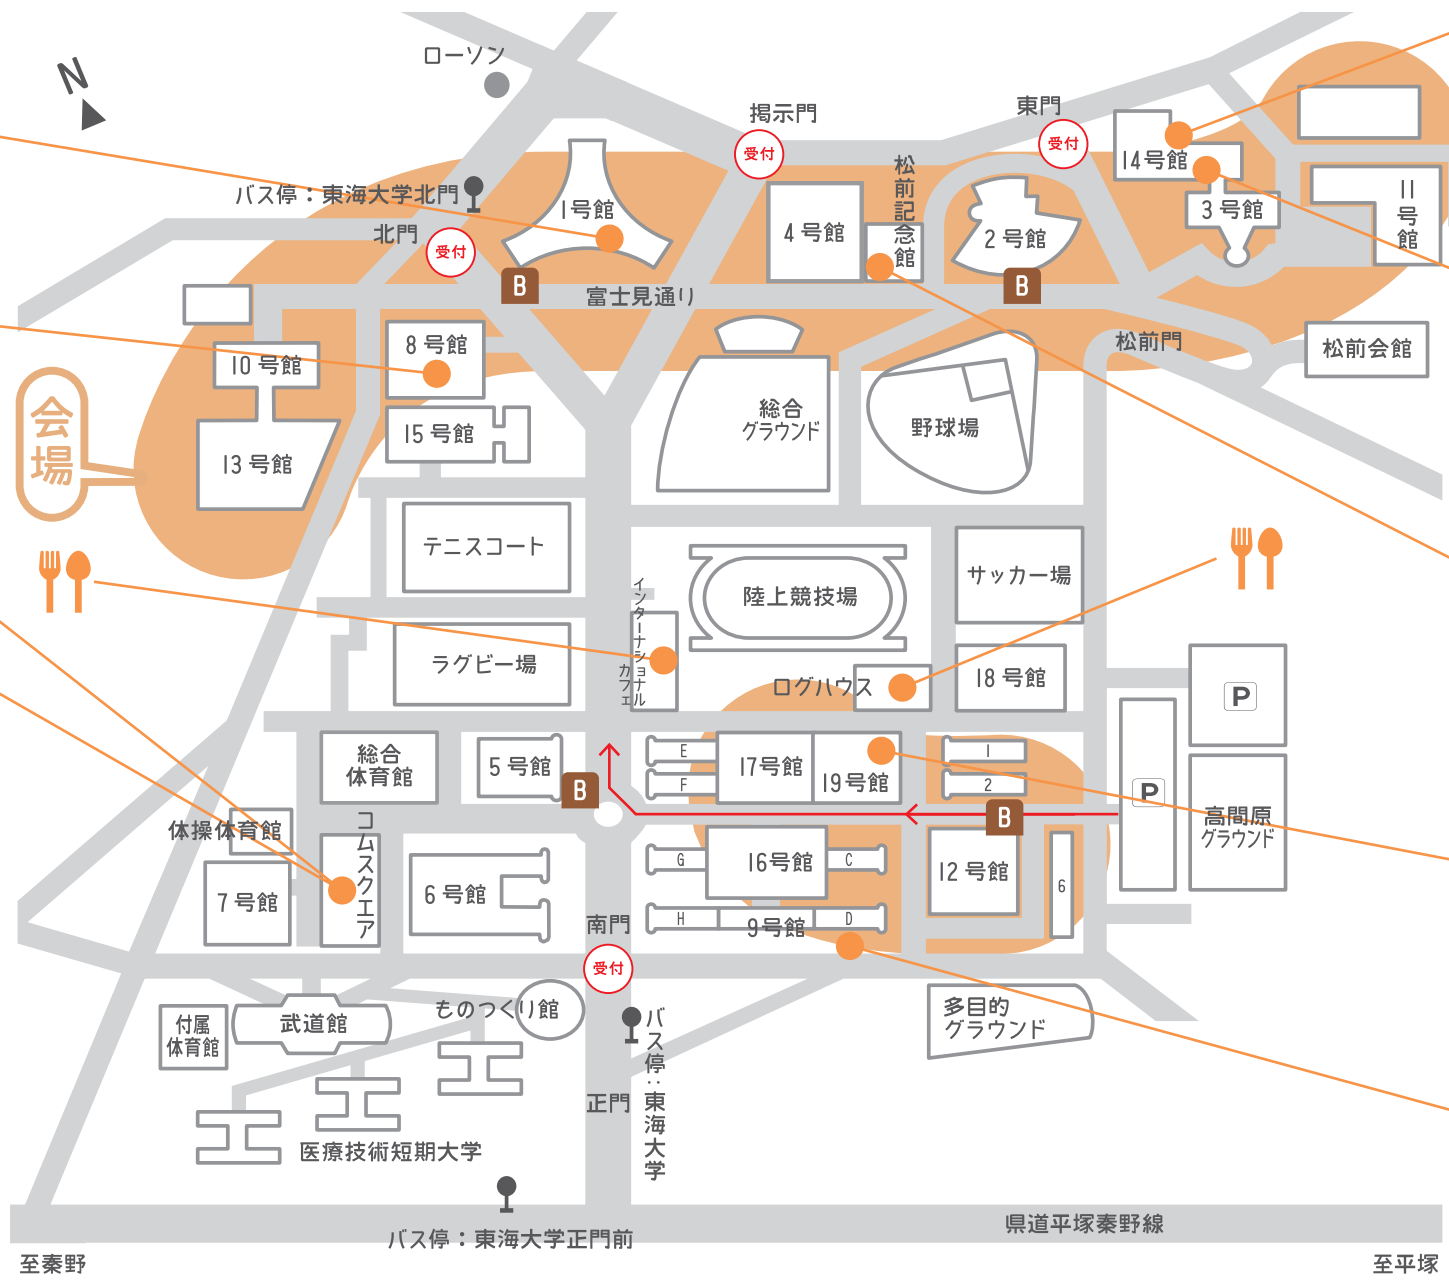 ローソン
N
掲示門
受付
東門
受付
14号館
バス停：東海大学北門
北門
受付
1号館
4号館
松前記念館
2号館
3号館
11号館
B
富士見通り
B
8号館
10号館
松前門
松前会館
会場
15号館
13号館
総合
グラウンド
野球場
テニスコート
陸上競技場
サッカー場
インターナショナル
カフェ
ラグビー場
ログハウス
18号館
P
総合
体育館
5号館
B
E
F
17号館
19号館
1
2
B
P
高間原
グラウンド
体操体育館
コムスクエア
7号館
6号館
G
16号館
C
12号館
6
H
9号館
D
南門
受付
付属
体育館
武道館
ものつくり館
バス停：東海大学
多目的
グラウンド
正門
医療技術短期大学
バス停：東海大学正門前
県道平塚秦野線
至秦野
至平塚